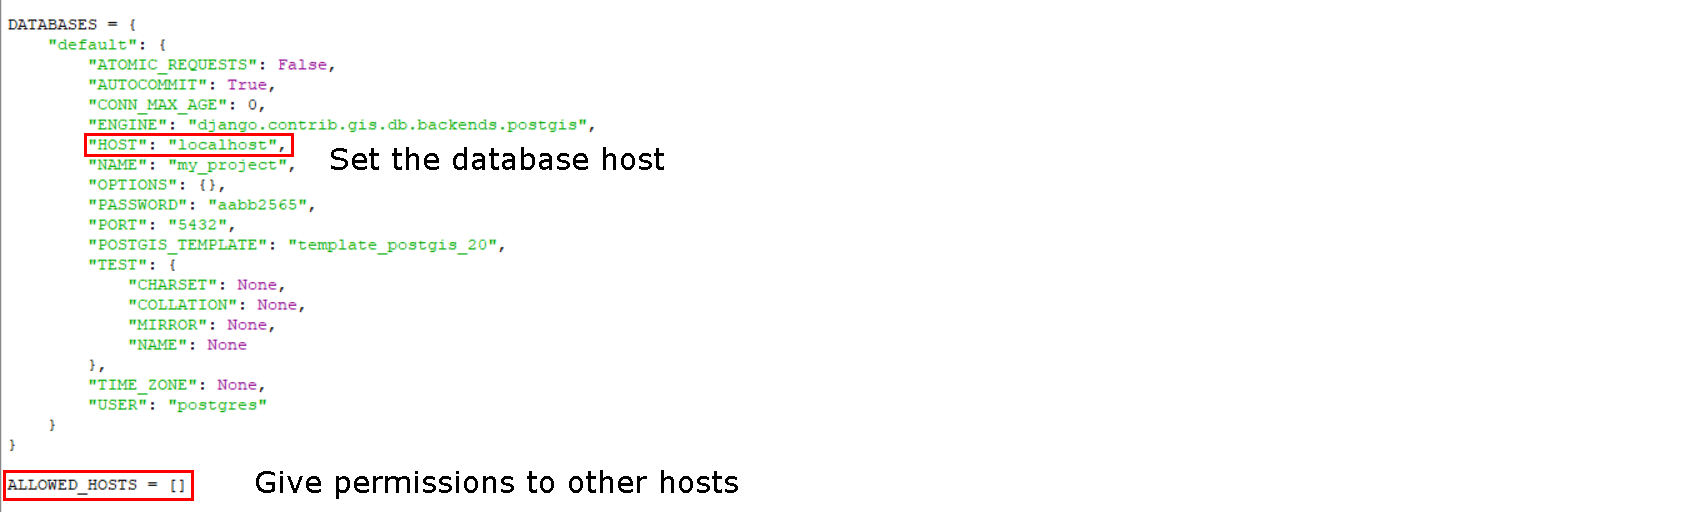 DATABASES = {
    "default": {
        "ATOMIC_REQUESTS": False,
        "AUTOCOMMIT": True,
        "CONN_MAX_AGE": 0,
        "ENGINE": "django.contrib.gis.db.backends.postgis",
        "HOST": "localhost",
Set the database host
        "NAME": "my_project",
        "OPTIONS": {},
        "PASSWORD": "aabb2565",
        "PORT": "5432",
        "POSTGIS_TEMPLATE": "template_postgis_20",
        "TEST": {
            "CHARSET": None,
            "COLLATION": None,
            "MIRROR": None,
            "NAME": None
        },
        "TIME_ZONE": None,
        "USER": "postgres"
    }
}
ALLOWED_HOSTS = []
Give permissions to other hosts